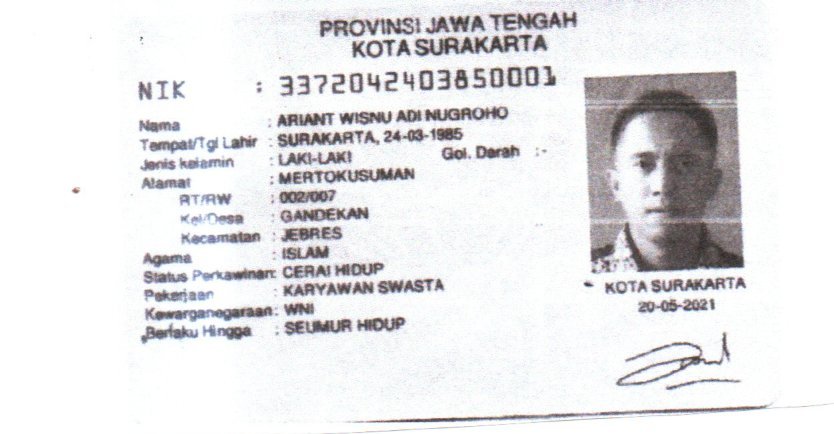 PROVINSI JAWA TENGAH
KOTA SURAKARTA
NIK : 3372042403850001
Nama : ARIANT WISNU ADI NUGROHO
Tempat/Tgl Lahir : SURAKARTA, 24-03-1985
Jenis kelamin : LAKI-LAKI Gol. Darah : -
Alamat : MERTOKUSUMAN
RT/RW : 002/007
Kel/Desa : GANDEKAN
Kecamatan : JEBRES
Agama : ISLAM
Status Perkawinan: CERAI HIDUP
Pekerjaan : KARYAWAN SWASTA
Kewarganegaraan: WNI
Berlaku Hingga : SEUMUR HIDUP
KOTA SURAKARTA
20-05-2021